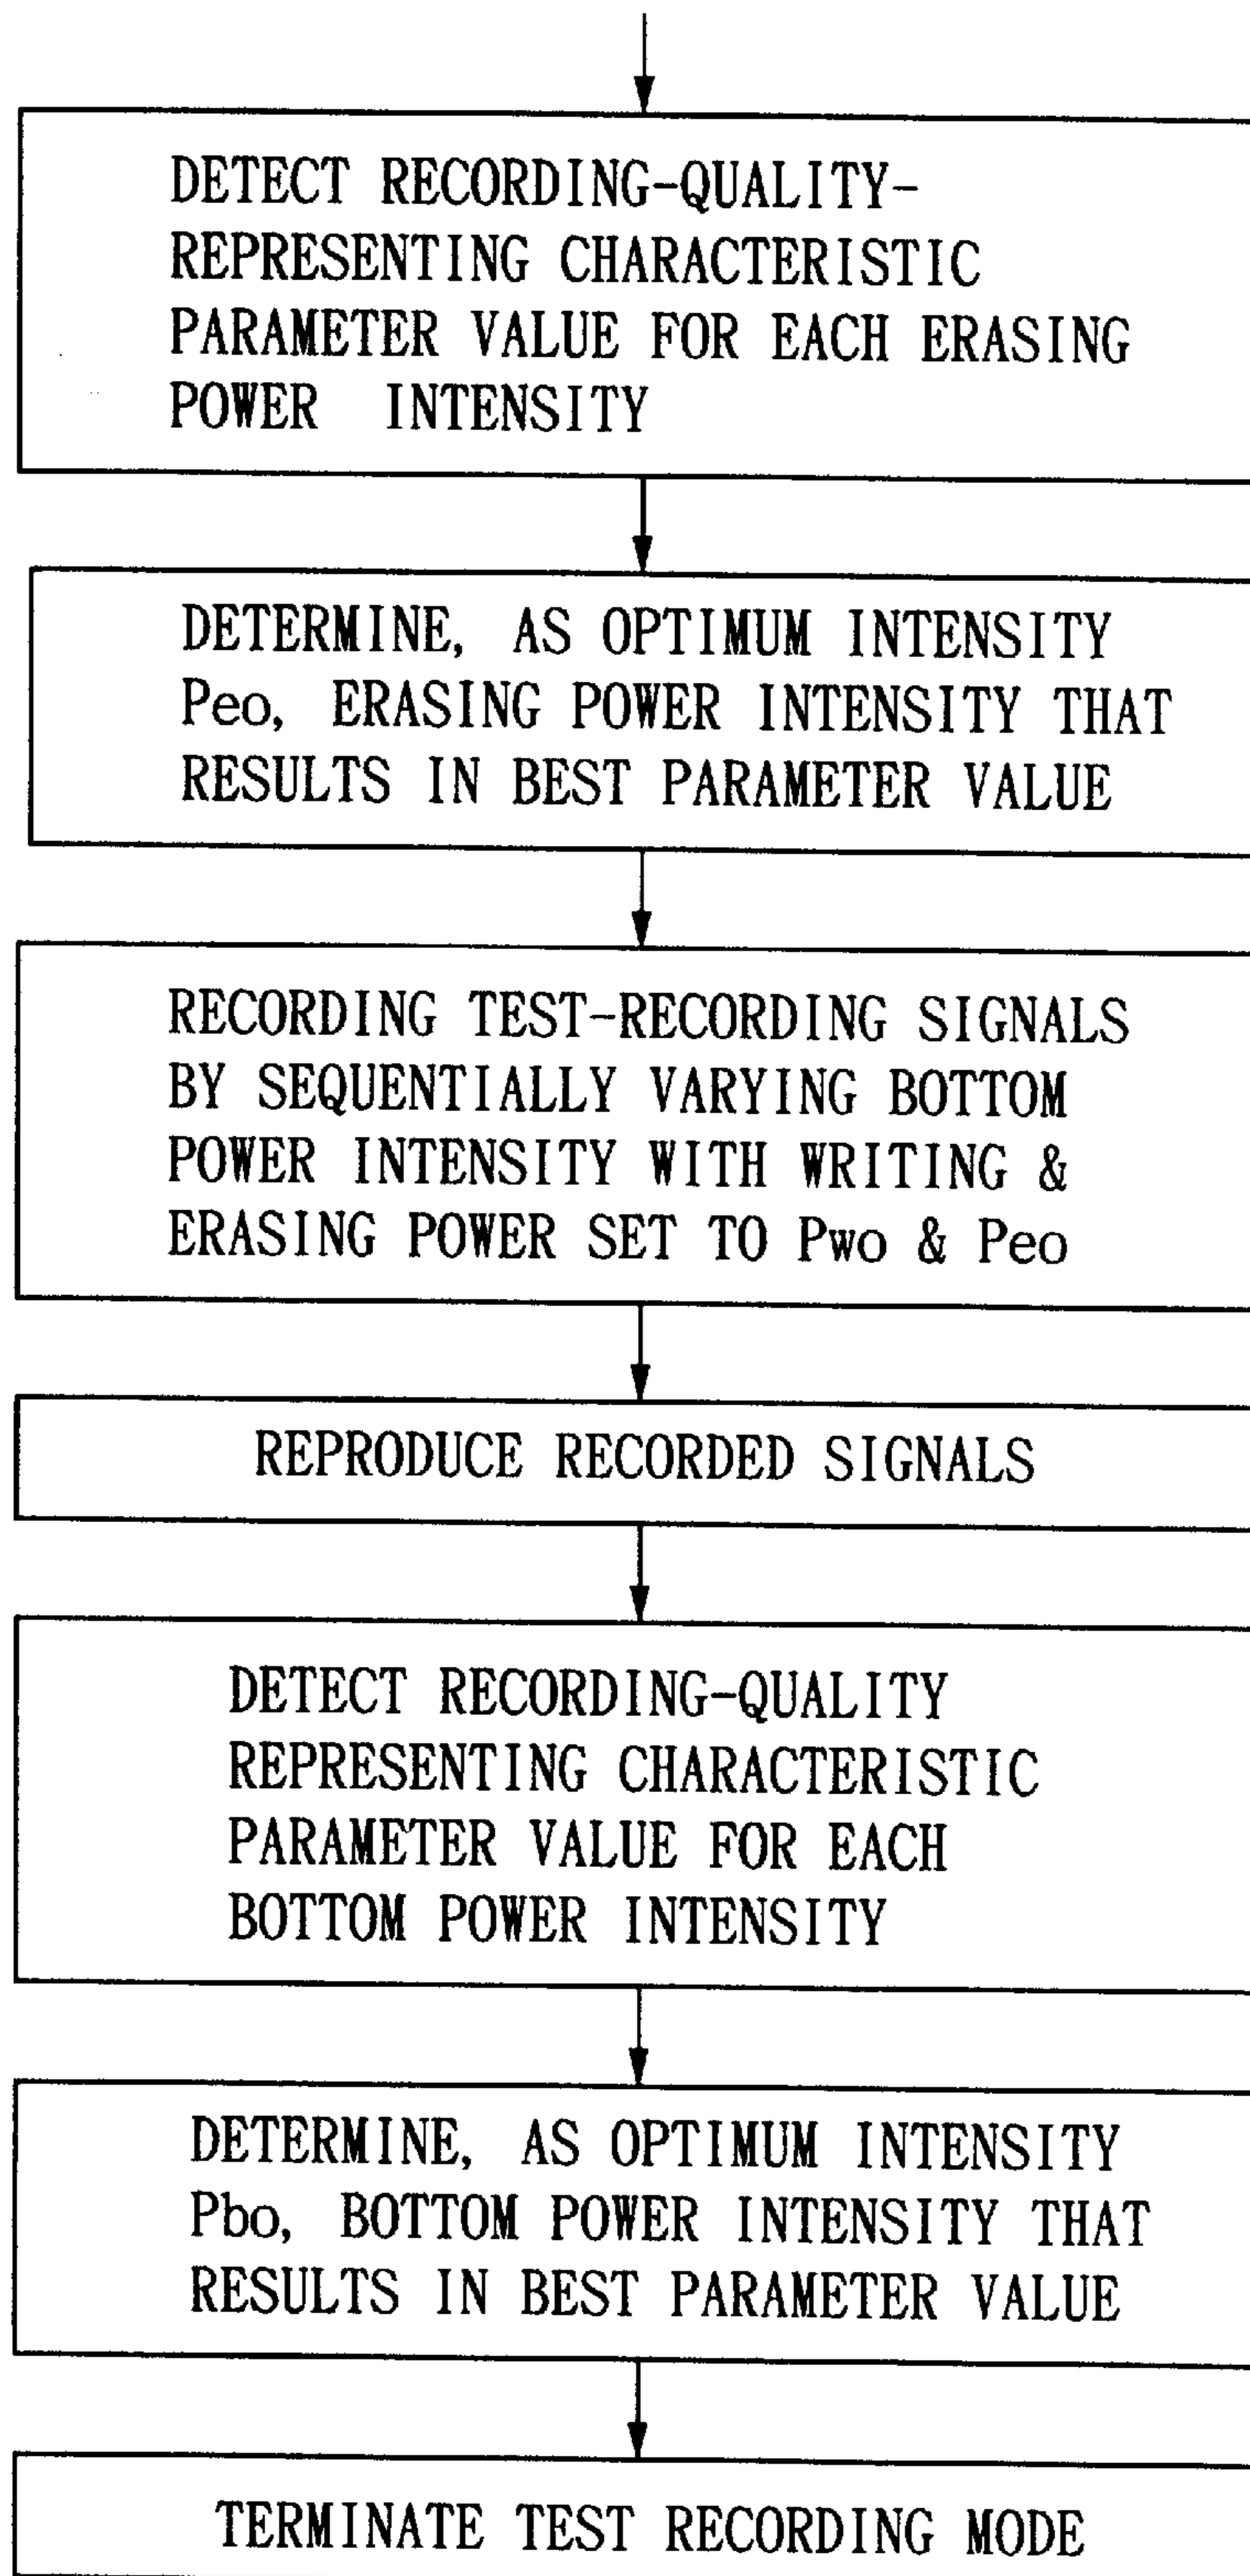 DETECT RECORDING-QUALITY-
REPRESENTING CHARACTERISTIC
PARAMETER VALUE FOR EACH ERASING
POWER INTENSITY
DETERMINE, AS OPTIMUM INTENSITY
Peo, ERASING POWER INTENSITY THAT
RESULTS IN BEST PARAMETER VALUE
RECORDING TEST-RECORDING SIGNALS
BY SEQUENTIALLY VARYING BOTTOM
POWER INTENSITY WITH WRITING &
ERASING POWER SET TO Pwo & Peo
REPRODUCE RECORDED SIGNALS
DETECT RECORDING-QUALITY
REPRESENTING CHARACTERISTIC
PARAMETER VALUE FOR EACH
BOTTOM POWER INTENSITY
DETERMINE, AS OPTIMUM INTENSITY
Pbo, BOTTOM POWER INTENSITY THAT
RESULTS IN BEST PARAMETER VALUE
TERMINATE TEST RECORDING MODE